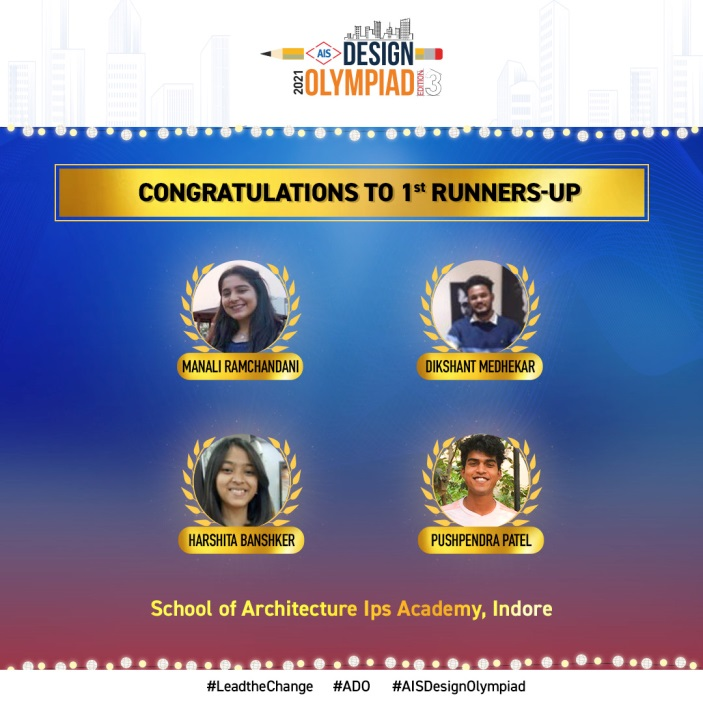 AIS DESIGN
2021 OLYMPIAD EDITION 3
CONGRATULATIONS TO 1st RUNNERS-UP
MANALI RAMCHANDANI
DIKSHANT MEDHEKAR
HARSHITA BANSHKER
PUSHPENDRA PATEL
School of Architecture Ips Academy, Indore
#LeadtheChange #ADO #AISDesignOlympiad